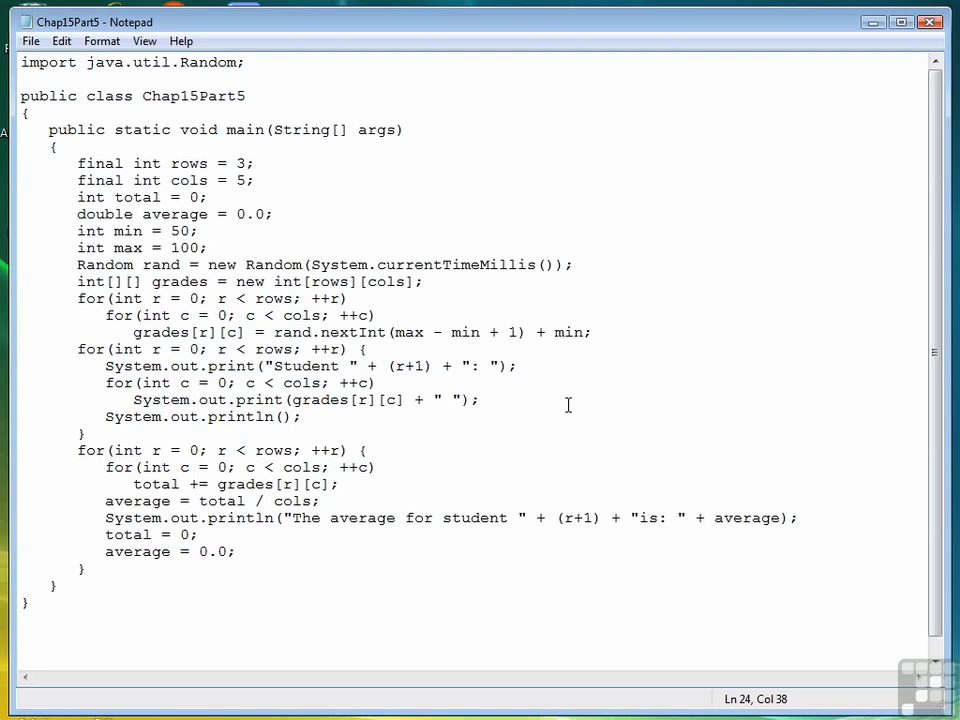 Chap15Part5 - Notepad
File Edit Format View Help
import java.util.Random;
public class Chap15Part5
{
public static void main(String[] args)
{
final int rows = 3;
final int cols = 5;
int total = 0;
double average = 0.0;
int min = 50;
int max = 100;
Random rand = new Random(System.currentTimeMillis());
int[][] grades = new int[rows][cols];
for(int r = 0; r < rows; ++r)
for(int c = 0; c < cols; ++c)
grades[r][c] = rand.nextInt(max - min + 1) + min;
for(int r = 0; r < rows; ++r) {
System.out.print("Student " + (r+1) + ": ");
for(int c = 0; c < cols; ++c)
System.out.print(grades[r][c] + " ");
System.out.println();
}
for(int r = 0; r < rows; ++r) {
for(int c = 0; c < cols; ++c)
total += grades[r][c];
average = total / cols;
System.out.println("The average for student " + (r+1) + "is: " + average);
total = 0;
average = 0.0;
}
}
}
Ln 24, Col 38